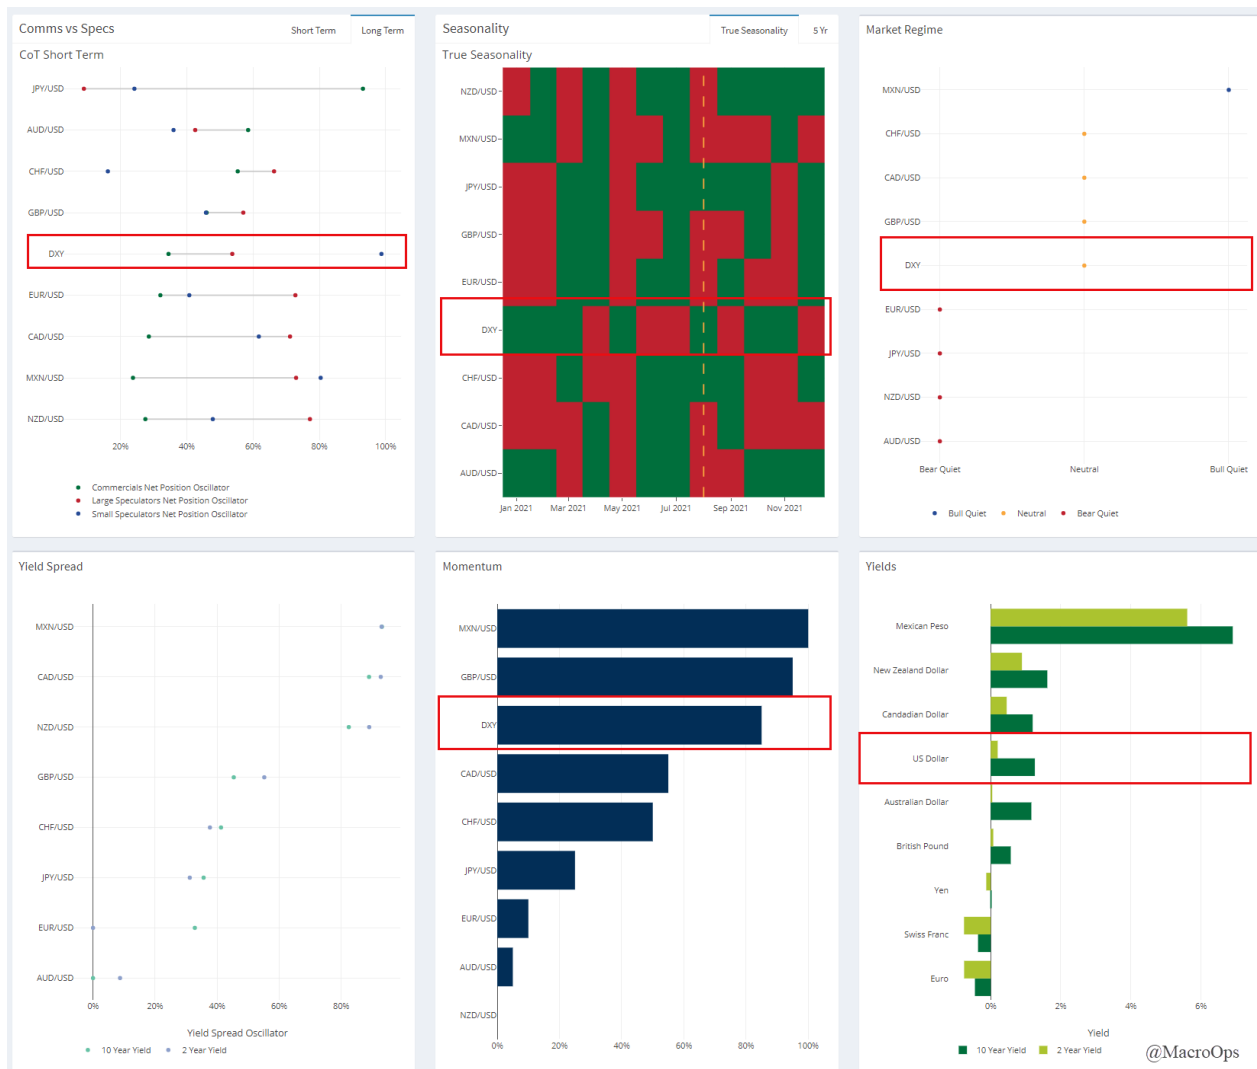 Comms vs Specs
Short Term
Long Term
CoT Short Term
JPY/USD
AUD/USD
CHF/USD
GBP/USD
DXY
EUR/USD
CAD/USD
MXN/USD
NZD/USD
20%
40%
60%
80%
100%
Commercials Net Position Oscillator
Large Speculators Net Position Oscillator
Small Speculators Net Position Oscillator
Seasonality
True Seasonality
5 Yr
True Seasonality
NZD/USD
MXN/USD
JPY/USD
GBP/USD
EUR/USD
DXY
CHF/USD
CAD/USD
AUD/USD
Jan 2021
Mar 2021
May 2021
Jul 2021
Sep 2021
Nov 2021
Market Regime
MXN/USD
CHF/USD
CAD/USD
GBP/USD
DXY
EUR/USD
JPY/USD
NZD/USD
AUD/USD
Bear Quiet
Neutral
Bull Quiet
Bull Quiet
Neutral
Bear Quiet
Yield Spread
MXN/USD
CAD/USD
NZD/USD
GBP/USD
CHF/USD
JPY/USD
EUR/USD
AUD/USD
0%
20%
40%
60%
80%
Yield Spread Oscillator
10 Year Yield
2 Year Yield
Momentum
MXN/USD
GBP/USD
DXY
CAD/USD
CHF/USD
JPY/USD
EUR/USD
AUD/USD
NZD/USD
0%
20%
40%
60%
80%
100%
Yields
Mexican Peso
New Zealand Dollar
Candadian Dollar
US Dollar
Australian Dollar
British Pound
Yen
Swiss Franc
Euro
0%
2%
4%
6%
Yield
10 Year Yield
2 Year Yield
@MacroOps